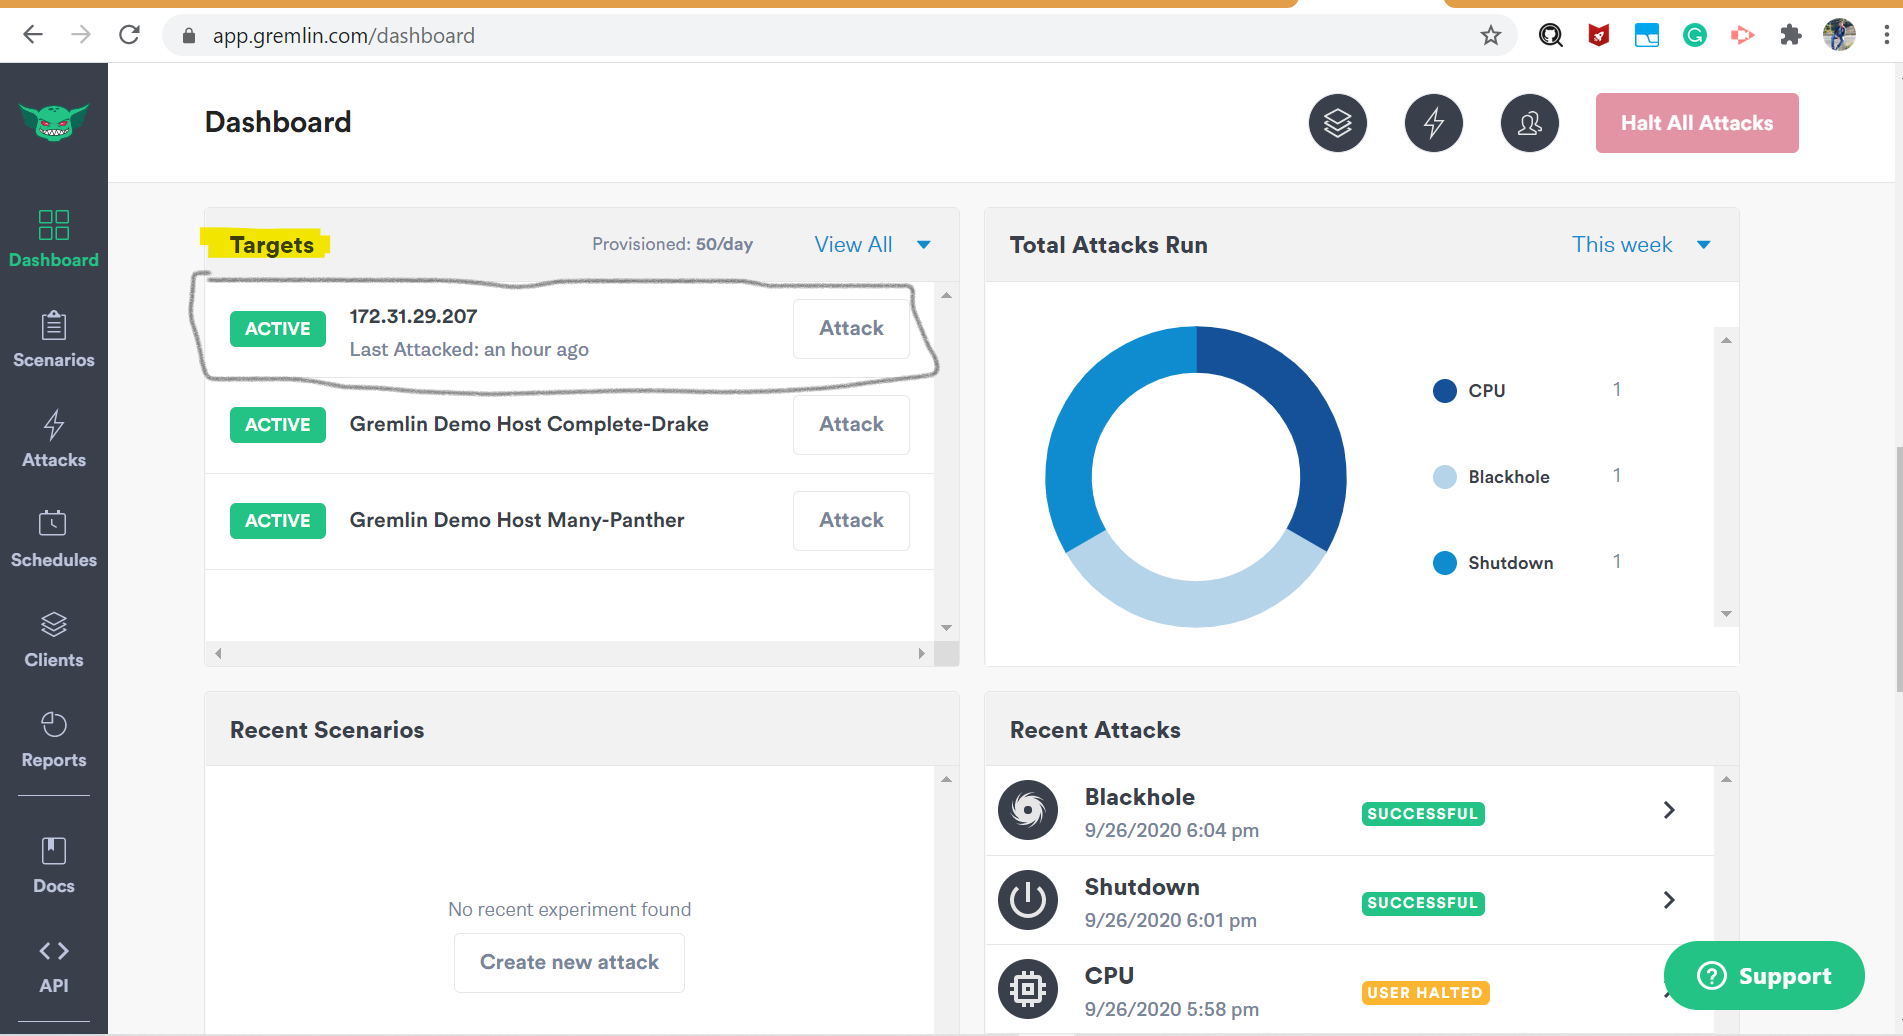 app.gremlin.com/dashboard
Dashboard
Halt All Attacks
Dashboard
Scenarios
Attacks
Schedules
Clients
Reports
Docs
API
Targets
Provisioned: 50/day
View All
ACTIVE
172.31.29.207
Last Attacked: an hour ago
Attack
ACTIVE
Gremlin Demo Host Complete-Drake
Attack
ACTIVE
Gremlin Demo Host Many-Panther
Attack
Total Attacks Run
This week
CPU 1
Blackhole 1
Shutdown 1
Recent Scenarios
No recent experiment found
Create new attack
Recent Attacks
Blackhole
9/26/2020 6:04 pm
SUCCESSFUL
Shutdown
9/26/2020 6:01 pm
SUCCESSFUL
CPU
9/26/2020 5:58 pm
USER HALTED
Support